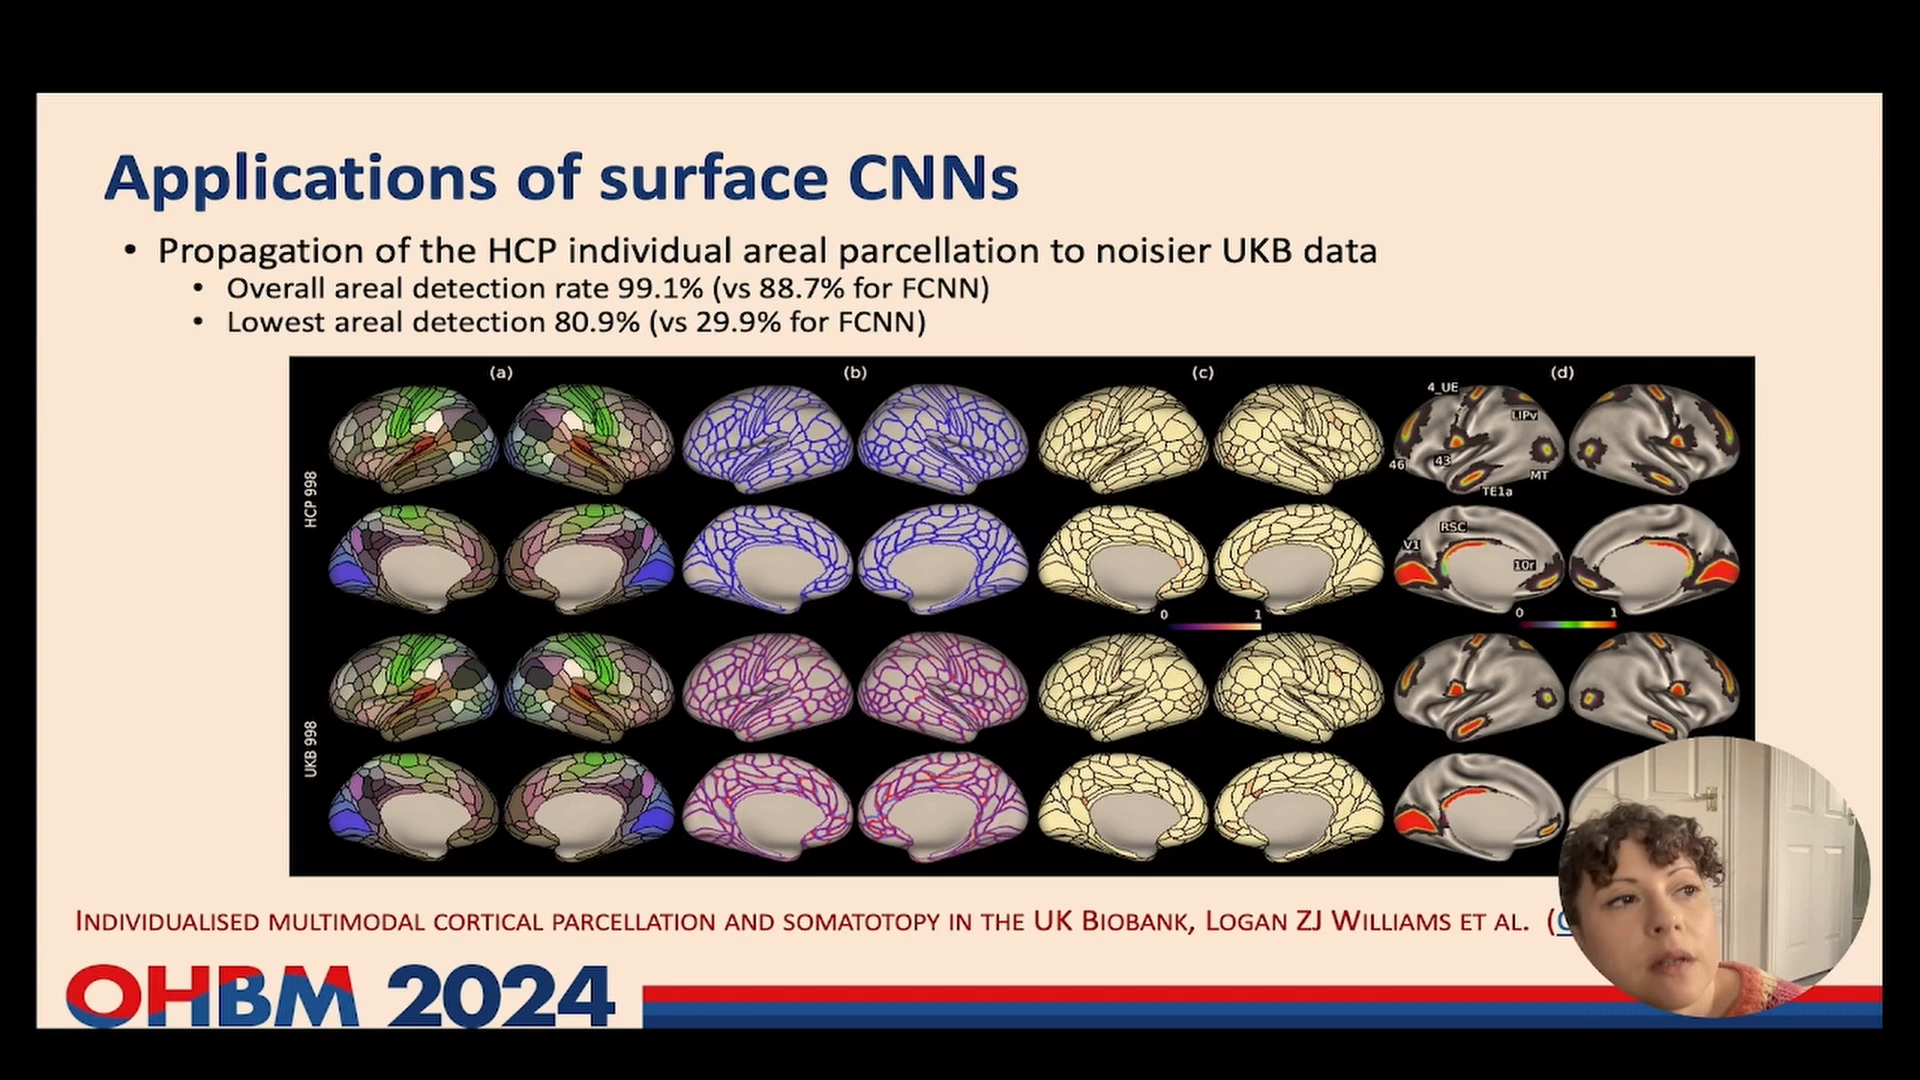 Applications of surface CNNs
• Propagation of the HCP individual areal parcellation to noisier UKB data
• Overall areal detection rate 99.1% (vs 88.7% for FCNN)
• Lowest areal detection 80.9% (vs 29.9% for FCNN)
(a) (b) (c) (d)
HCP 998
4_UE
LIPv
46
43
MT
TE1a
RSC
V1
10r
0 1
0 1
UKB 998
Individualised multimodal cortical parcellation and somatotopy in the UK Biobank, Logan ZJ Williams et al. (
OHBM 2024